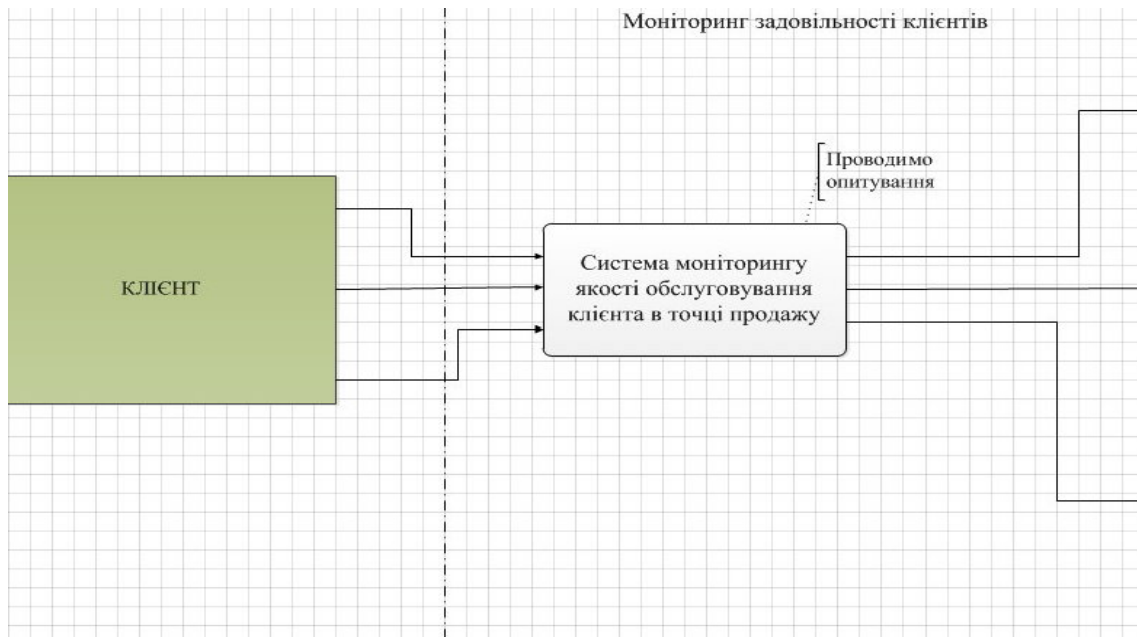 Моніторинг задовільності клієнтів
Проводимо
опитування
КЛІЄНТ
Система моніторингу
якості обслуговування
клієнта в точці продажу